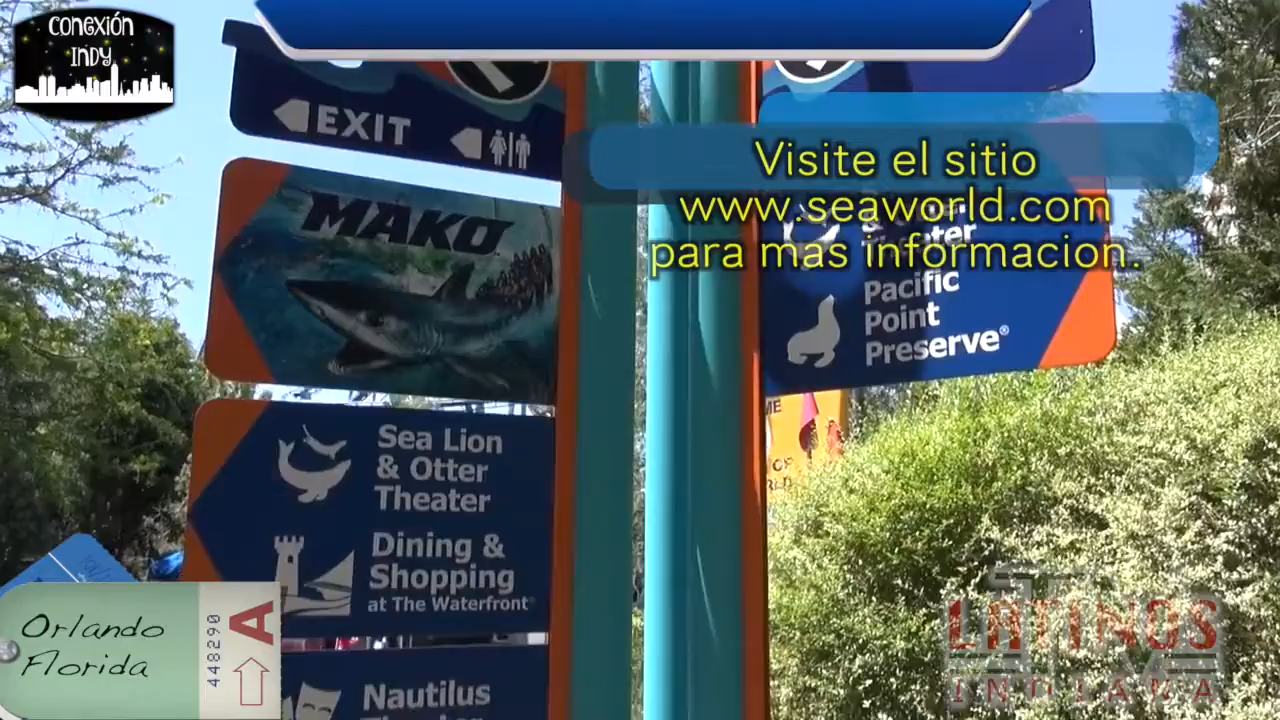 Conexión
Indy
EXIT
MAKO
Visite el sitio
www.seaworld.com
para mas informacion.
Pacific
Point
Preserve®
Sea Lion
& Otter
Theater
Dining &
Shopping
at The Waterfront®
Nautilus
Orlando
Florida
448290
A
LATINOS
TV
INDIANA